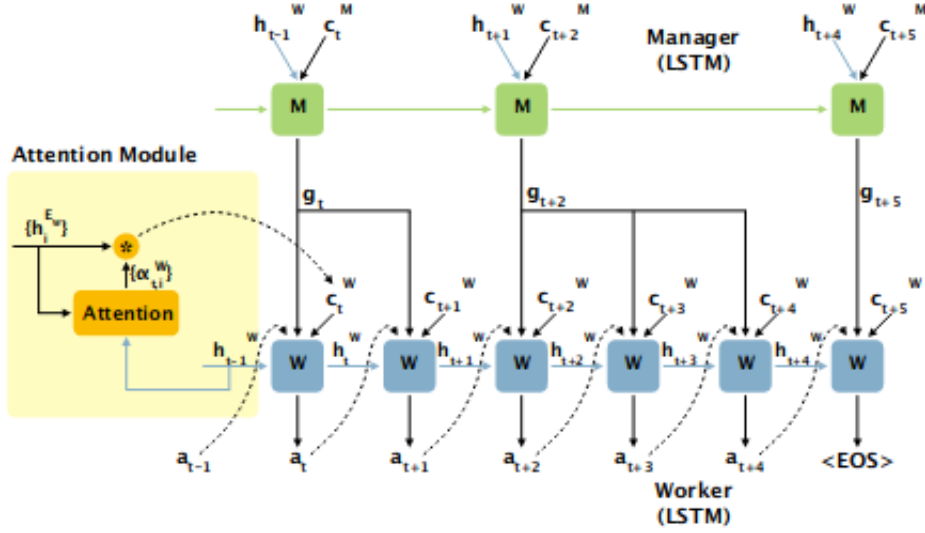 h_{t-1}^W c_t^M h_{t+1}^W c_{t+2}^M h_{t+4}^W c_{t+5}^M
Manager
(LSTM)
M M M
Attention Module
g_t g_{t+2} g_{t+5}
{h_i^{E_w}}
*
{α_{t,i}^W}
Attention
c_t^W c_{t+1}^W c_{t+2}^W c_{t+3}^W c_{t+4}^W c_{t+5}^W
h_{t-1}^W W h_t^W W h_{t+1}^W W h_{t+2}^W W h_{t+3}^W W h_{t+4}^W W
a_{t-1} a_t a_{t+1} a_{t+2} a_{t+3} a_{t+4} <EOS>
Worker
(LSTM)